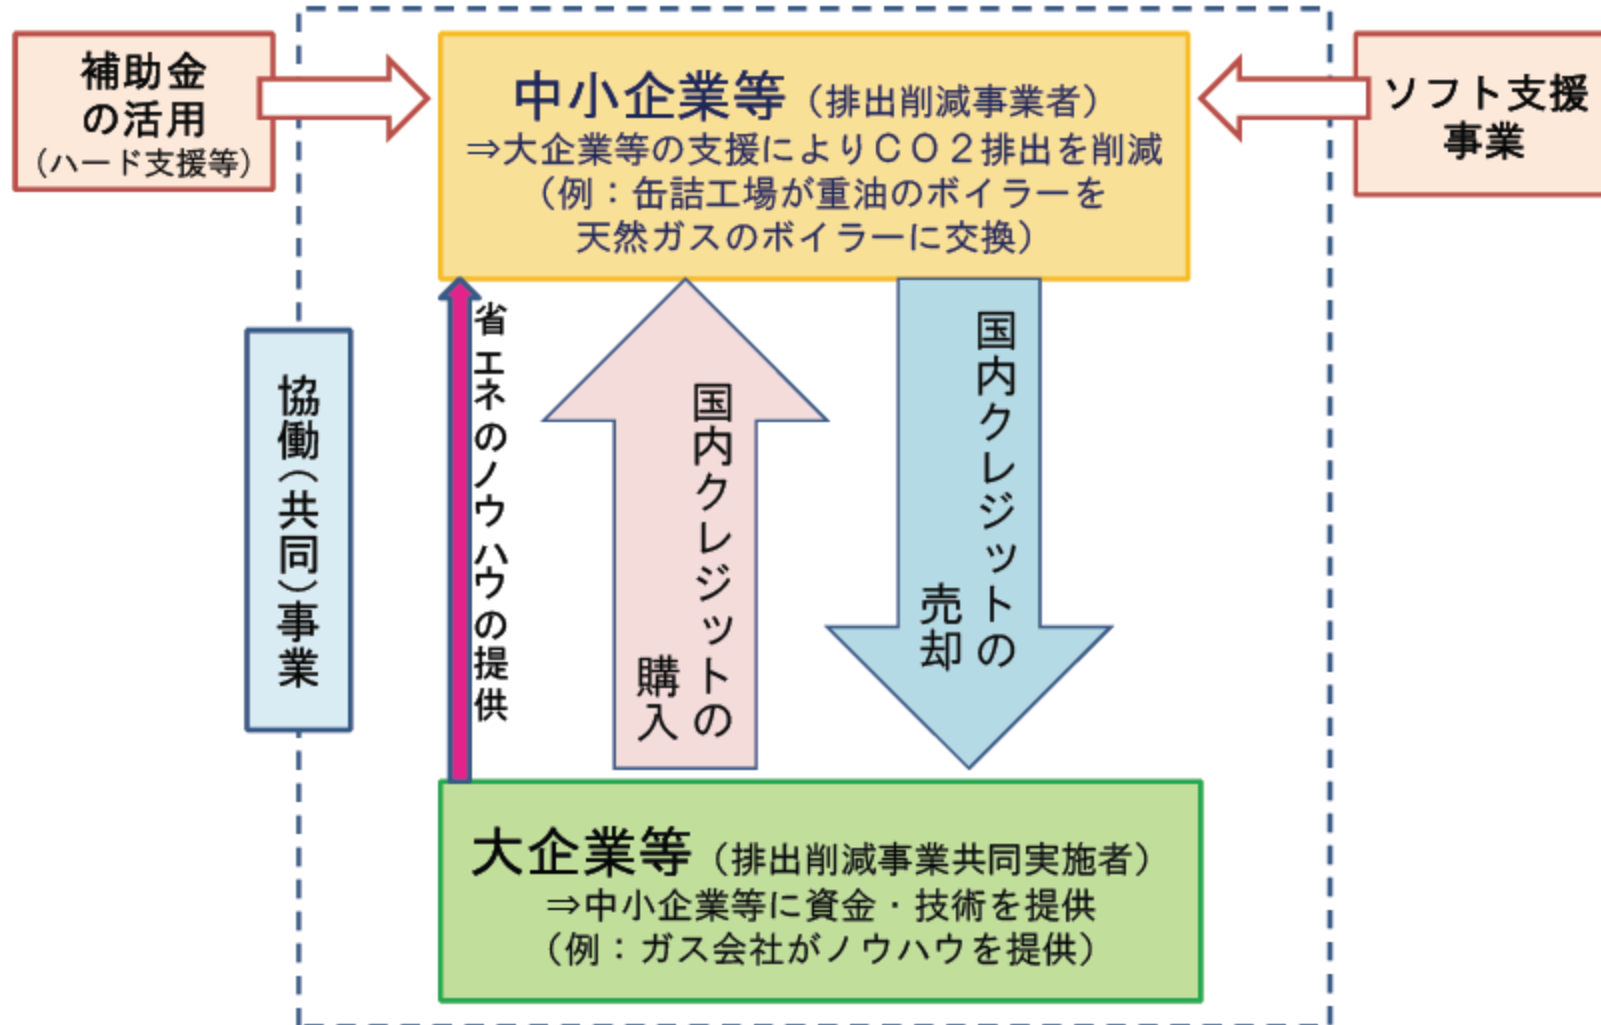 補助金
の活用
（ハード支援等）
中小企業等（排出削減事業者）
⇒大企業等の支援によりＣＯ２排出を削減
（例：缶詰工場が重油のボイラーを
天然ガスのボイラーに交換）
ソフト支援
事業
協働（共同）事業
省エネのノウハウの提供
国内クレジットの
購入
国内クレジットの
売却
大企業等（排出削減事業共同実施者）
⇒中小企業等に資金・技術を提供
（例：ガス会社がノウハウを提供）